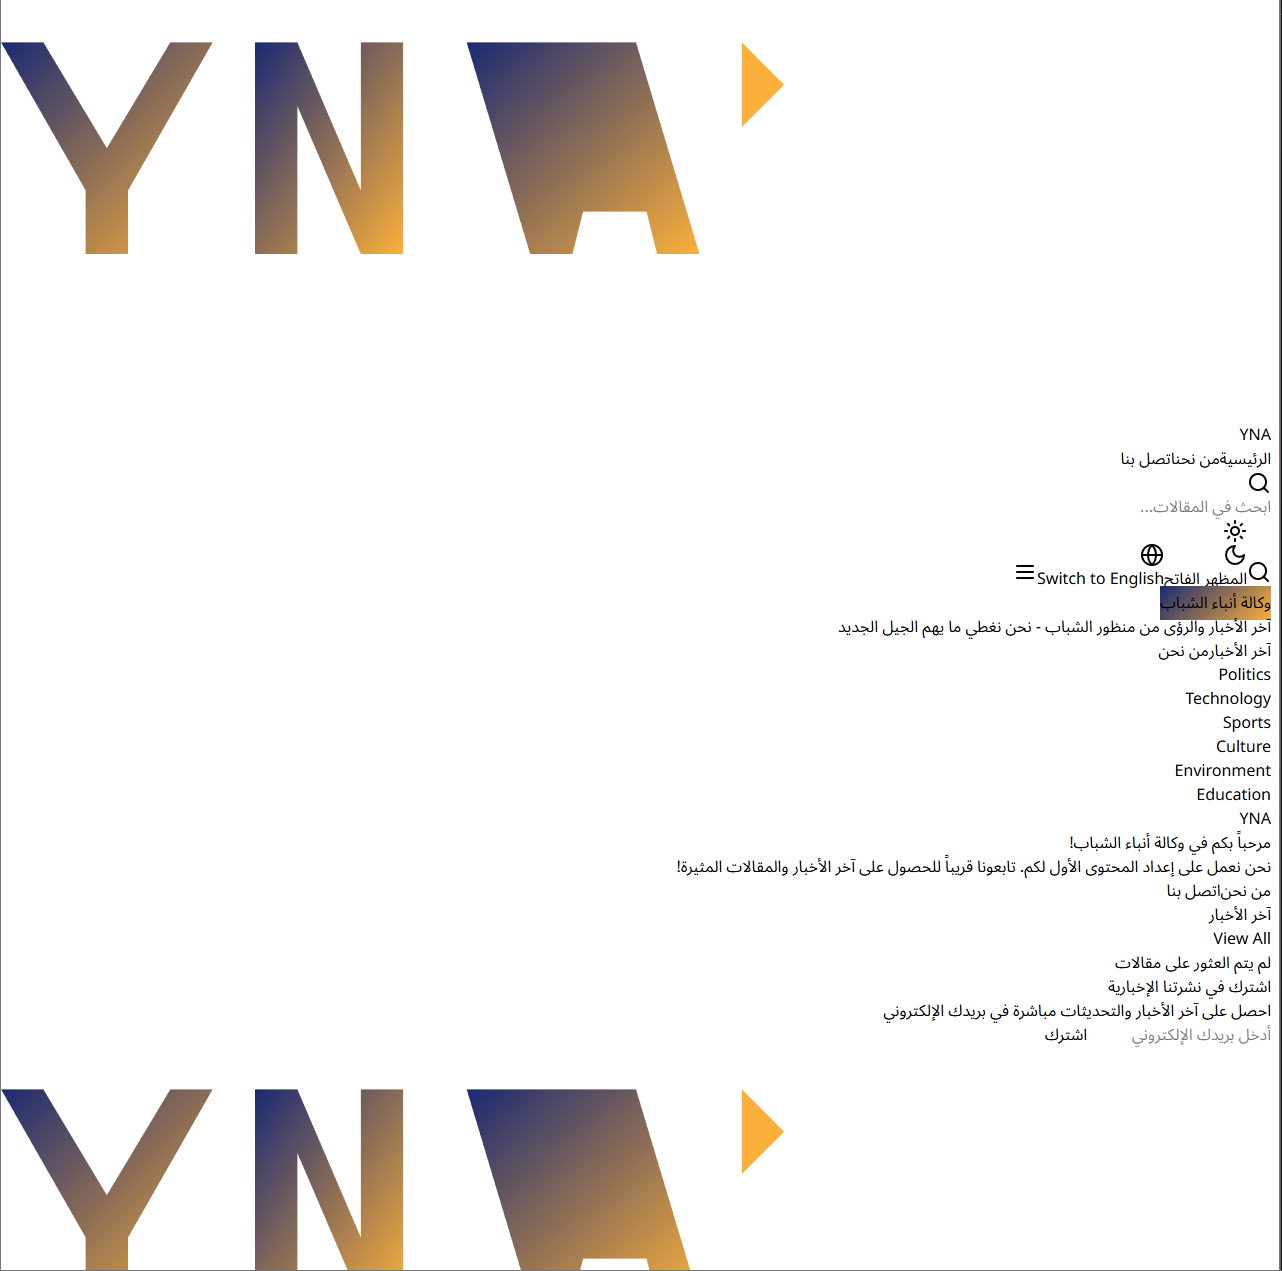 YNA
YNA
الرئيسيةمن نحناتصل بنا
ابحث في المقالات...
المظهر الفاتحSwitch to English
وكالة أنباء الشباب
آخر الأخبار والرؤى من منظور الشباب - نحن نغطي ما يهم الجيل الجديد
آخر الأخبارمن نحن
Politics
Technology
Sports
Culture
Environment
Education
YNA
مرحباً بكم في وكالة أنباء الشباب!
نحن نعمل على إعداد المحتوى الأول لكم. تابعونا قريباً للحصول على آخر الأخبار والمقالات المثيرة!
من نحناتصل بنا
آخر الأخبار
View All
لم يتم العثور على مقالات
اشترك في نشرتنا الإخبارية
احصل على آخر الأخبار والتحديثات مباشرة في بريدك الإلكتروني
أدخل بريدك الإلكتروني اشترك
YNA